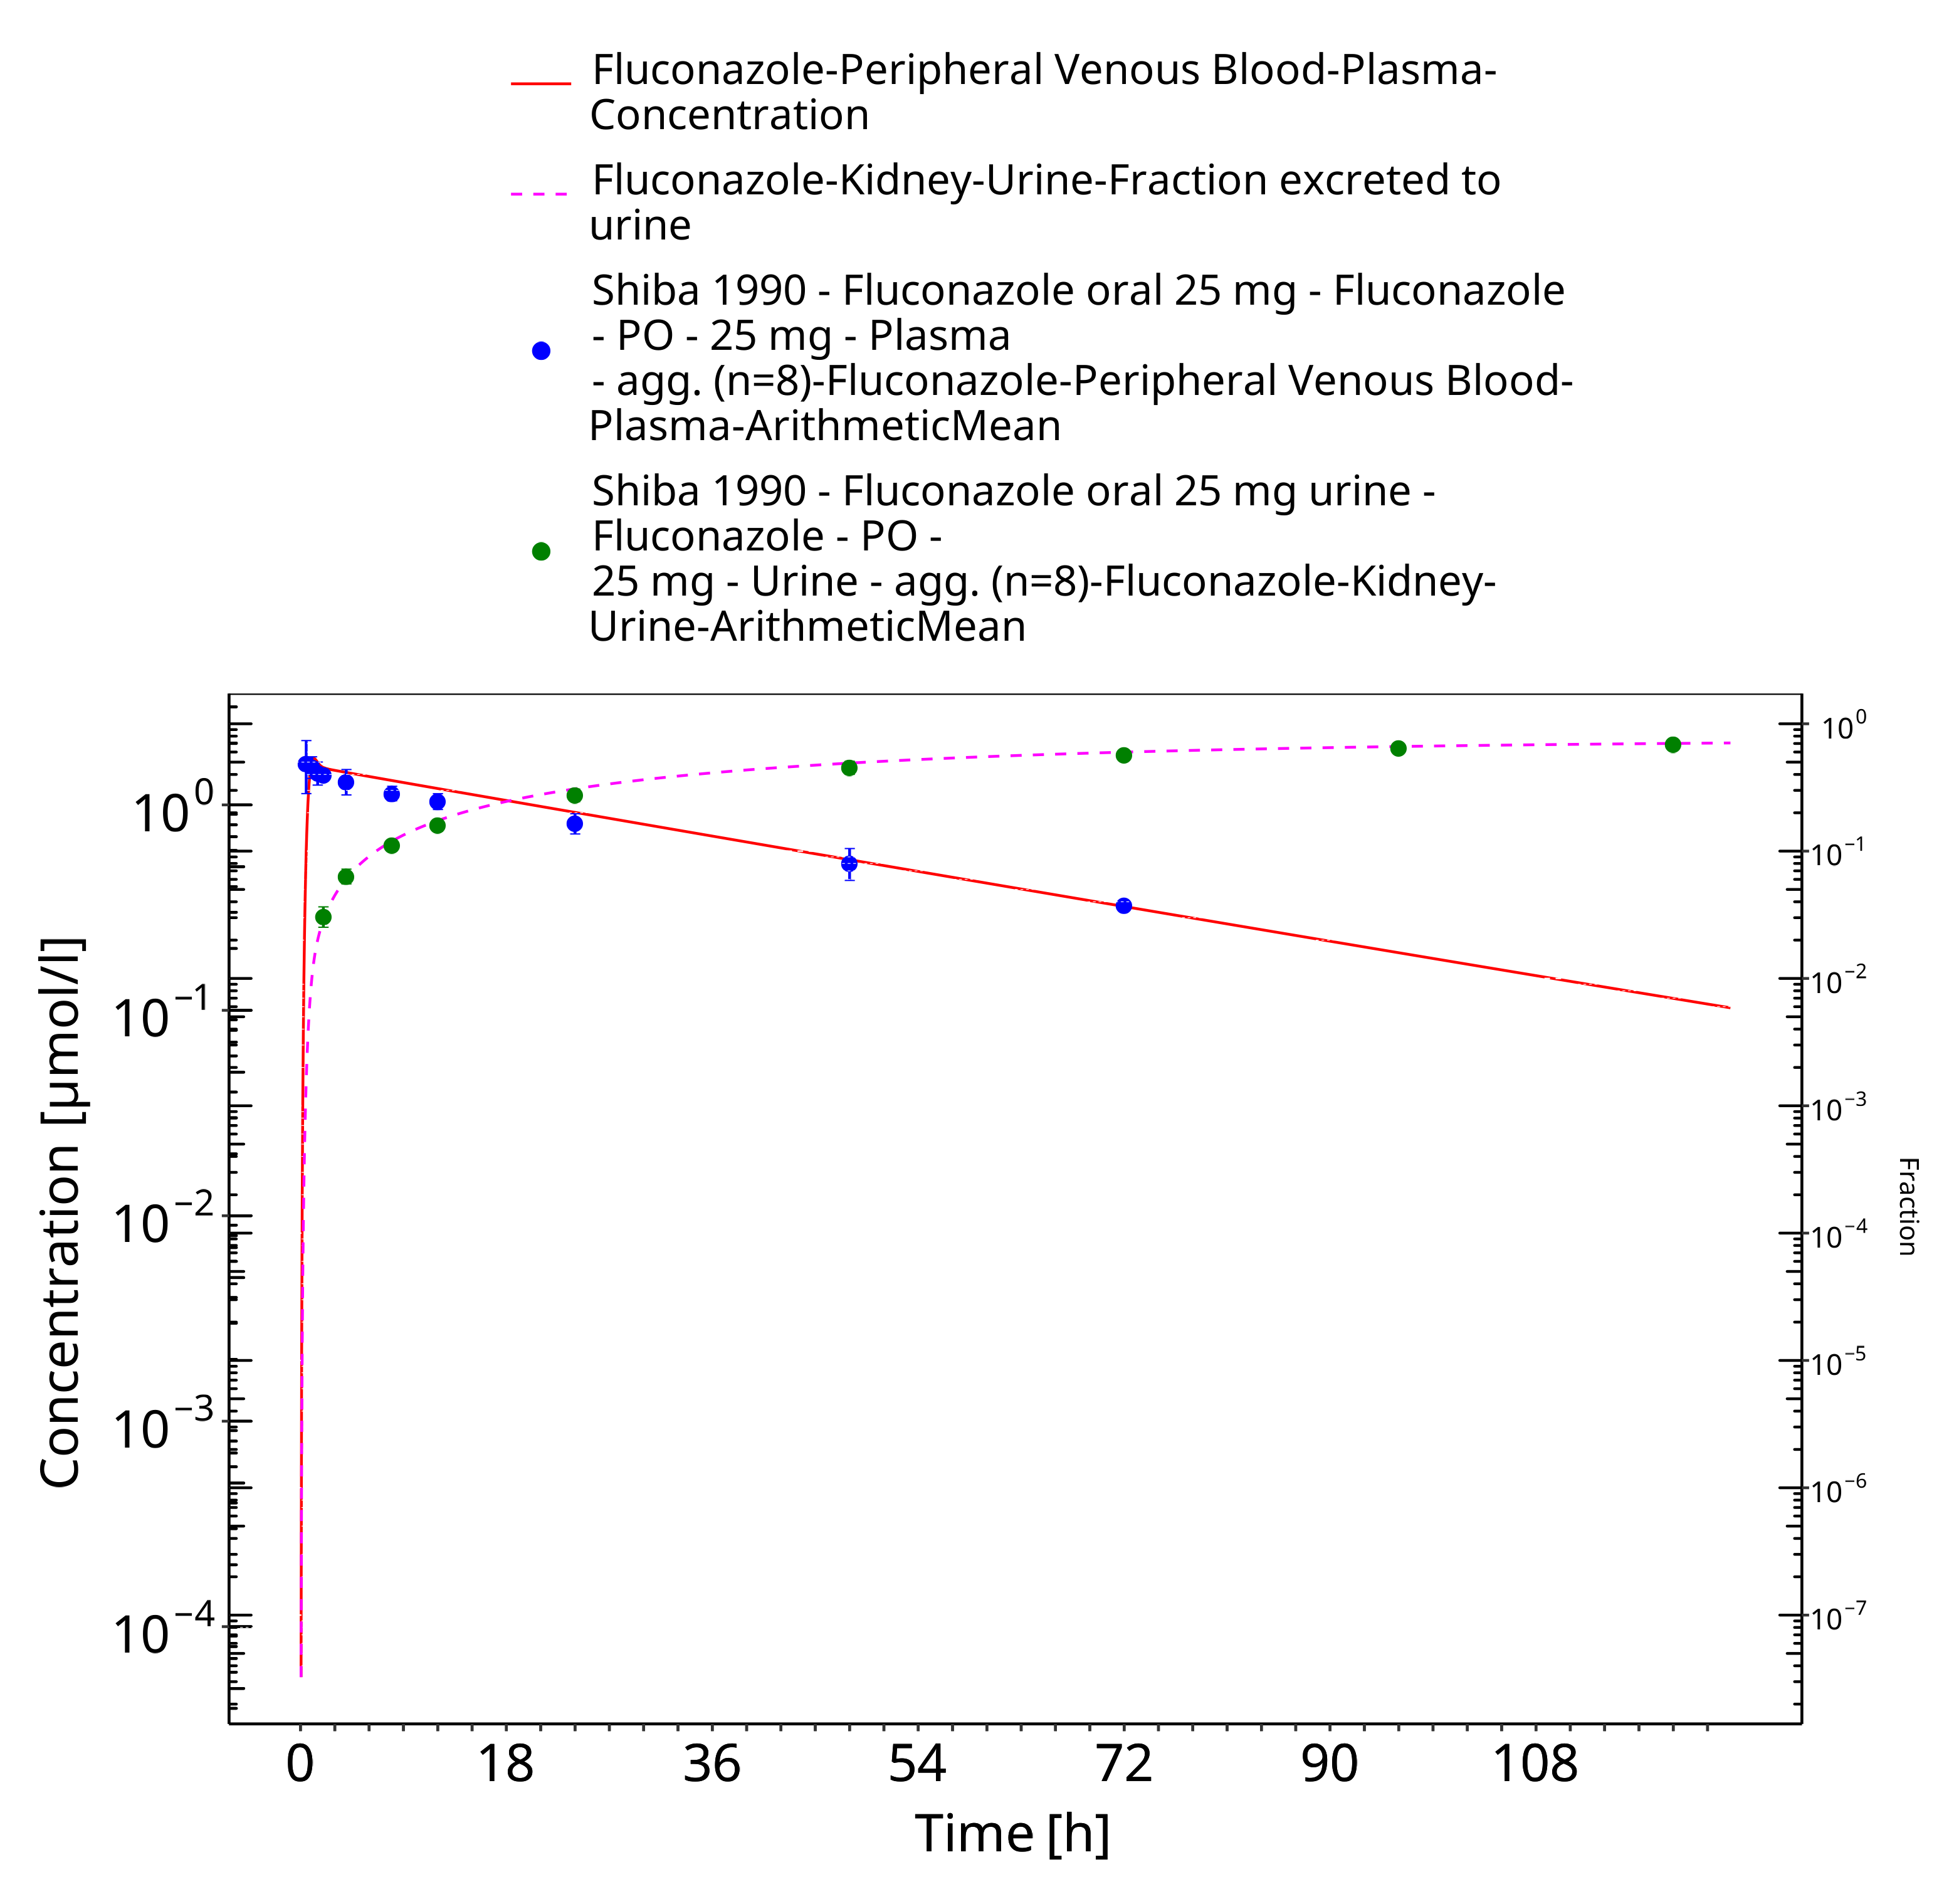 Fluconazole-Peripheral Venous Blood-Plasma-
Concentration
Fluconazole-Kidney-Urine-Fraction excreted to
urine
Shiba 1990 - Fluconazole oral 25 mg - Fluconazole
- PO - 25 mg - Plasma
- agg. (n=8)-Fluconazole-Peripheral Venous Blood-
Plasma-ArithmeticMean
Shiba 1990 - Fluconazole oral 25 mg urine -
Fluconazole - PO -
25 mg - Urine - agg. (n=8)-Fluconazole-Kidney-
Urine-ArithmeticMean
Concentration [µmol/l]
10⁰
10⁻¹
10⁻²
10⁻³
10⁻⁴
10⁰
10⁻¹
10⁻²
10⁻³
10⁻⁴
10⁻⁵
10⁻⁶
10⁻⁷
Fraction
0 18 36 54 72 90 108
Time [h]